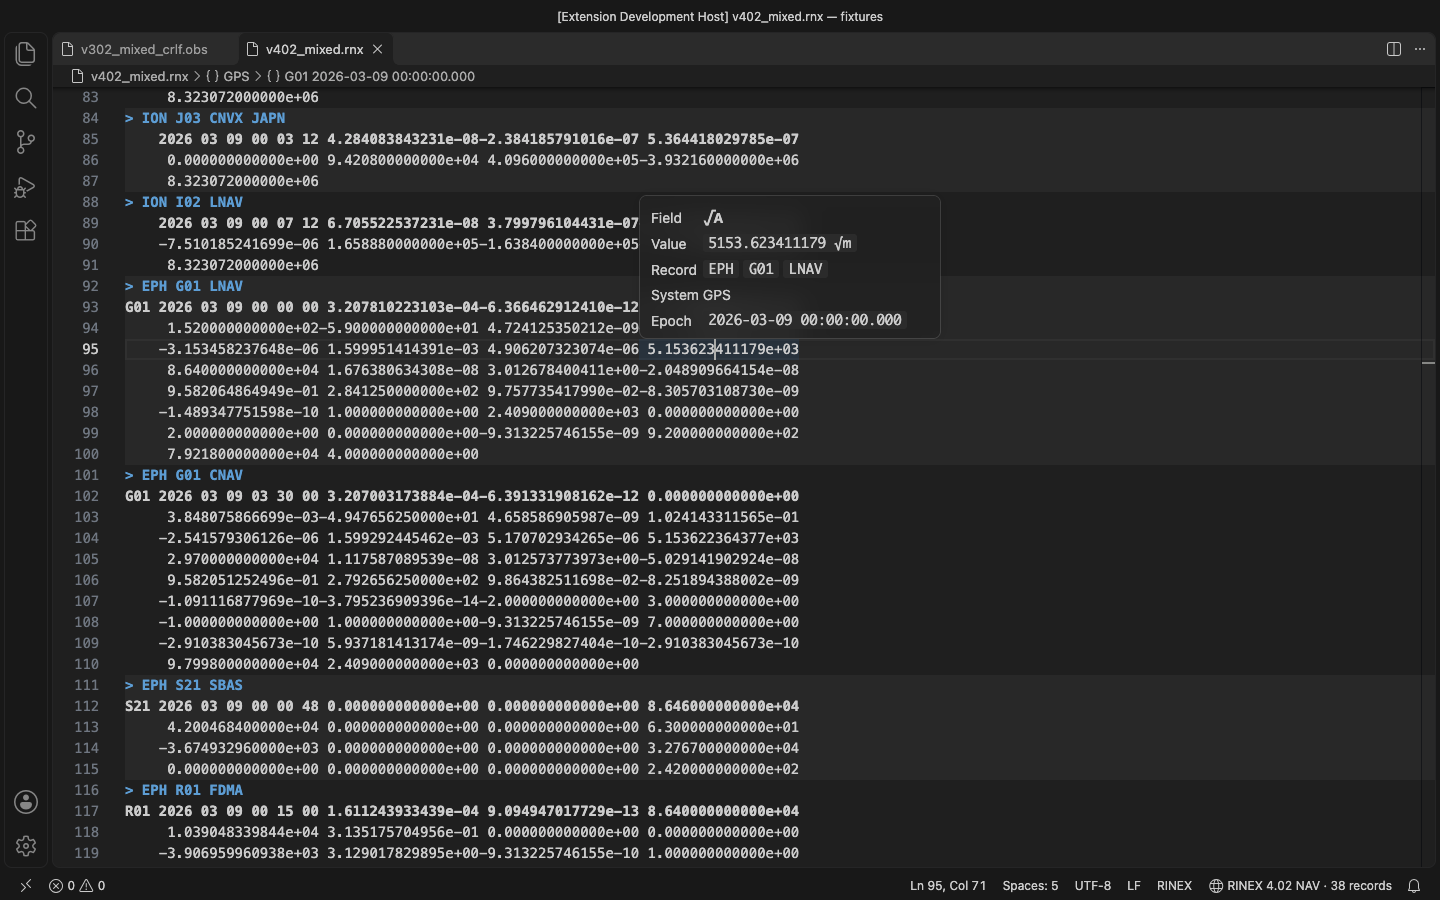 [Extension Development Host] v402_mixed.rnx — fixtures
v302_mixed_crlf.obs
v402_mixed.rnx
v402_mixed.rnx > {} GPS > {} G01 2026-03-09 00:00:00.000
83 8.323072000000e+06
84 > ION J03 CNVX JAPN
85 2026 03 09 00 03 12 4.284083843231e-08-2.384185791016e-07 5.364418029785e-07
86 0.000000000000e+00 9.420800000000e+04 4.096000000000e+05-3.932160000000e+06
87 8.323072000000e+06
88 > ION I02 LNAV
89 2026 03 09 00 07 12 6.705522537231e-08 3.799796104431e-07
90 -7.510185241699e-06 1.658880000000e+05-1.638400000000e+05
91 8.323072000000e+06
92 > EPH G01 LNAV
93 G01 2026 03 09 00 00 00 3.207810223103e-04-6.366462912410e-12
94 1.520000000000e+02-5.900000000000e+01 4.724125350212e-09
Field √A
Value 5153.623411179 √m
Record EPH G01 LNAV
System GPS
Epoch 2026-03-09 00:00:00.000
95 -3.153458237648e-06 1.599951414391e-03 4.906207323074e-06 5.153623411179e+03
96 8.640000000000e+04 1.676380634308e-08 3.012678400411e+00-2.048909664154e-08
97 9.582064864949e-01 2.841250000000e+02 9.757735417990e-02-8.305703108730e-09
98 -1.489347751598e-10 1.000000000000e+00 2.409000000000e+03 0.000000000000e+00
99 2.000000000000e+00 0.000000000000e+00-9.313225746155e-09 9.200000000000e+02
100 7.921800000000e+04 4.000000000000e+00
101 > EPH G01 CNAV
102 G01 2026 03 09 03 30 00 3.207003173884e-04-6.391331908162e-12 0.000000000000e+00
103 3.848075866699e-03-4.947656250000e+01 4.658586905987e-09 1.024143311565e-01
104 -2.541579306126e-06 1.599292445462e-03 5.170702934265e-06 5.153622364377e+03
105 2.970000000000e+04 1.117587089539e-08 3.012573773973e+00-5.029141902924e-08
106 9.582051252496e-01 2.792656250000e+02 9.864382511698e-02-8.251894388002e-09
107 -1.091116877969e-10-3.795236909396e-14-2.000000000000e+00 3.000000000000e+00
108 -1.000000000000e+00 1.000000000000e+00-9.313225746155e-09 7.000000000000e+00
109 -2.910383045673e-10 5.937181413174e-09-1.746229827404e-10-2.910383045673e-10
110 9.799800000000e+04 2.409000000000e+03 0.000000000000e+00
111 > EPH S21 SBAS
112 S21 2026 03 09 00 00 48 0.000000000000e+00 0.000000000000e+00 8.646000000000e+04
113 4.200468400000e+04 0.000000000000e+00 0.000000000000e+00 6.300000000000e+01
114 -3.674932960000e+03 0.000000000000e+00 0.000000000000e+00 3.276700000000e+04
115 0.000000000000e+00 0.000000000000e+00 0.000000000000e+00 2.420000000000e+02
116 > EPH R01 FDMA
117 R01 2026 03 09 00 15 00 1.611243933439e-04 9.094947017729e-13 8.640000000000e+04
118 1.039048339844e+04 3.135175704956e-01 0.000000000000e+00 0.000000000000e+00
119 -3.906959960938e+03 3.129017829895e+00-9.313225746155e-10 1.000000000000e+00
0 0 Ln 95, Col 71 Spaces: 5 UTF-8 LF RINEX RINEX 4.02 NAV · 38 records